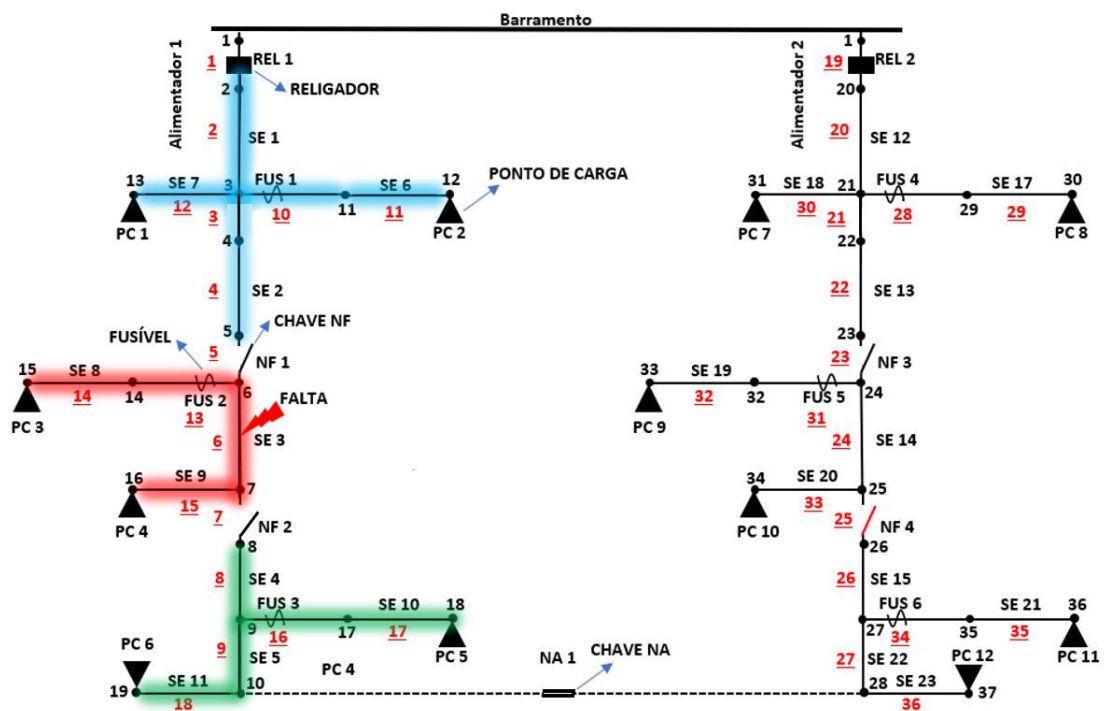 Barramento
Alimentador 1
1
1
REL 1
RELIGADOR
2
2
SE 1
13
SE 7
3
FUS 1
SE 6
12
PONTO DE CARGA
12
3
10
11
11
PC 1
PC 2
4
4
SE 2
5
CHAVE NF
FUSÍVEL
5
NF 1
15
SE 8
14
14
FUS 2
6
PC 3
13
FALTA
6
SE 3
16
SE 9
7
PC 4
15
7
NF 2
8
8
SE 4
FUS 3
SE 10
18
9
16
17
17
PC 5
PC 6
9
SE 5
PC 4
19
SE 11
10
18
NA 1
CHAVE NA
Alimentador 2
1
19
REL 2
20
20
SE 12
31
SE 18
21
FUS 4
SE 17
30
30
21
28
29
29
PC 7
PC 8
22
22
SE 13
23
23
NF 3
33
SE 19
32
32
FUS 5
24
PC 9
31
24
SE 14
34
SE 20
25
PC 10
33
25
NF 4
26
26
SE 15
FUS 6
SE 21
36
27
34
35
35
PC 11
27
SE 22
PC 12
28
SE 23
37
36